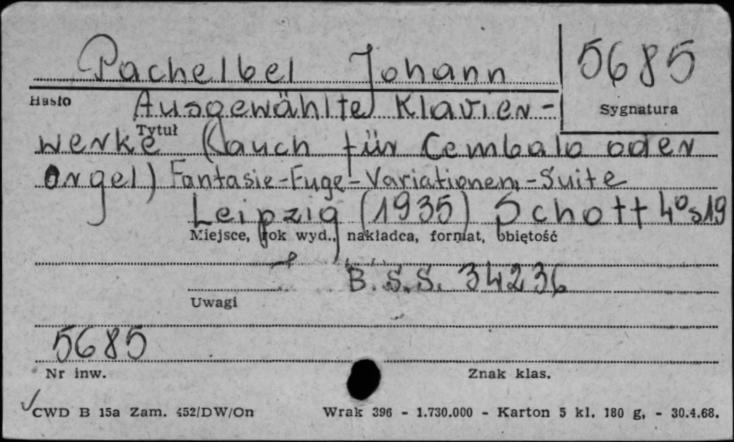 Pachelbel Johann 5685
Hasło Ausgewählte Klavier- Sygnatura
Tytuł
werke (auch für Cembalo oder
Orgel) Fantasie-Fuge-Variationem-Suite
Leipzig (1935) Schott 4° s 19
Miejsce, rok wyd., nakładca, format, objętość
B.S.S. 34236
Uwagi
5685
Nr inw. Znak klas.
CWD B 15a Zam. 452/DW/On Wrak 396 - 1.730.000 - Karton 5 kl. 180 g, - 30.4.68.